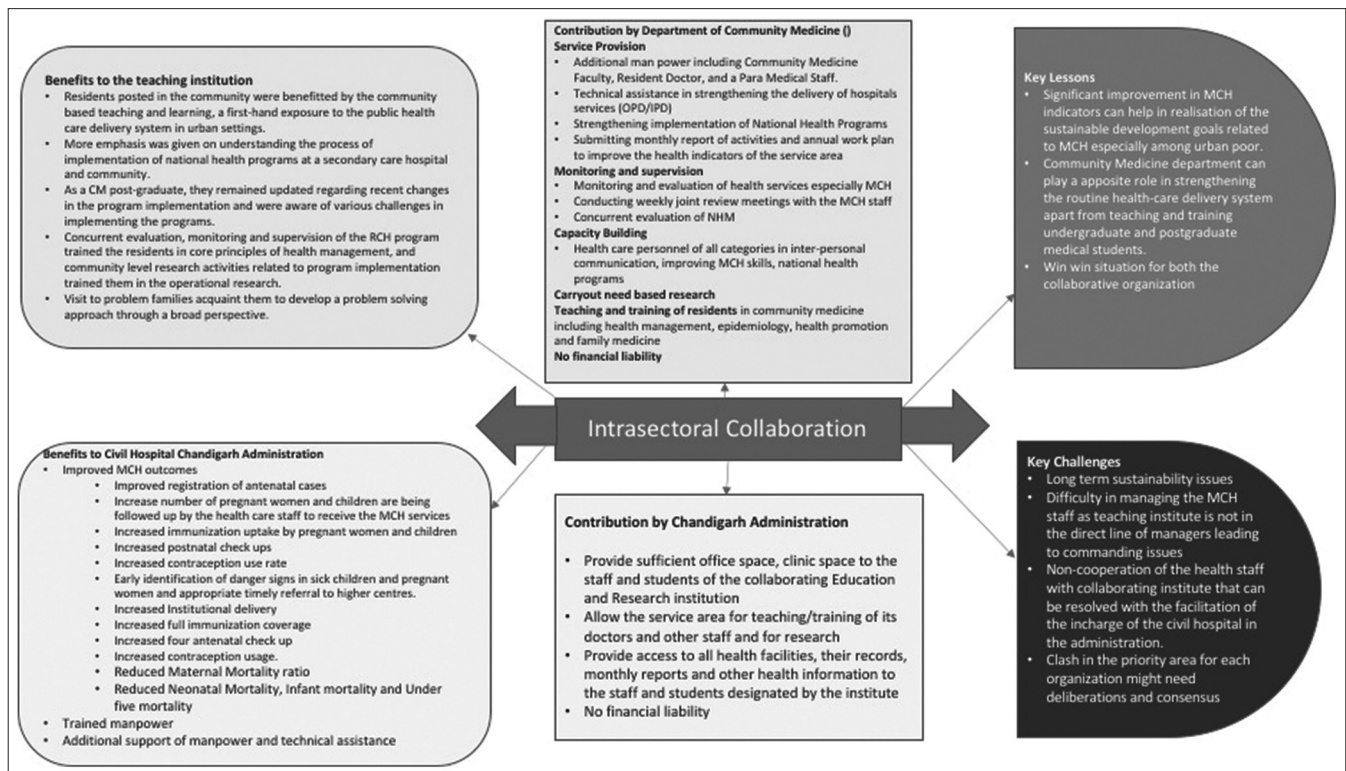 Benefits to the teaching institution
• Residents posted in the community were benefitted by the community
based teaching and learning, a first-hand exposure to the public health
care delivery system in urban settings.
• More emphasis was given on understanding the process of
implementation of national health programs at a secondary care hospital
and community.
• As a CM post-graduate, they remained updated regarding recent changes
in the program implementation and were aware of various challenges in
implementing the programs.
• Concurrent evaluation, monitoring and supervision of the RCH program
trained the residents in core principles of health management, and
community level research activities related to program implementation
trained them in the operational research.
• Visit to problem families acquaint them to develop a problem solving
approach through a broad perspective.
Contribution by Department of Community Medicine ()
Service Provision
• Additional man power including Community Medicine
Faculty, Resident Doctor, and a Para Medical Staff.
• Technical assistance in strengthening the delivery of hospitals
services (OPD/IPD)
• Strengthening implementation of National Health Programs
• Submitting monthly report of activities and annual work plan
to improve the health indicators of the service area
Monitoring and supervision
• Monitoring and evaluation of health services especially MCH
• Conducting weekly joint review meetings with the MCH staff
• Concurrent evaluation of NHM
Capacity Building
• Health care personnel of all categories in inter-personal
communication, improving MCH skills, national health
programs
Carryout need based research
Teaching and training of residents in community medicine
including health management, epidemiology, health promotion
and family medicine
No financial liability
Key Lessons
• Significant improvement in MCH
indicators can help in realisation of the
sustainable development goals related
to MCH especially among urban poor.
• Community Medicine department can
play a apposite role in strengthening
the routine health-care delivery system
apart from teaching and training
undergraduate and postgraduate
medical students.
• Win win situation for both the
collaborative organization
Intrasectoral Collaboration
Benefits to Civil Hospital Chandigarh Administration
• Improved MCH outcomes
• Improved registration of antenatal cases
• Increase number of pregnant women and children are being
followed up by the health care staff to receive the MCH services
• Increased immunization uptake by pregnant women and children
• Increased postnatal check ups
• Increased contraception use rate
• Early identification of danger signs in sick children and pregnant
women and appropriate timely referral to higher centres.
• Increased Institutional delivery
• Increased full immunization coverage
• Increased four antenatal check up
• Increased contraception usage.
• Reduced Maternal Mortality ratio
• Reduced Neonatal Mortality, Infant mortality and Under
five mortality
• Trained manpower
• Additional support of manpower and technical assistance
Contribution by Chandigarh Administration
• Provide sufficient office space, clinic space to the
staff and students of the collaborating Education
and Research institution
• Allow the service area for teaching/training of its
doctors and other staff and for research
• Provide access to all health facilities, their records,
monthly reports and other health information to
the staff and students designated by the institute
• No financial liability
Key Challenges
• Long term sustainability issues
• Difficulty in managing the MCH
staff as teaching institute is not in
the direct line of managers leading
to commanding issues
• Non-cooperation of the health staff
with collaborating institute that can
be resolved with the facilitation of
the incharge of the civil hospital in
the administration.
• Clash in the priority area for each
organization might need
deliberations and consensus